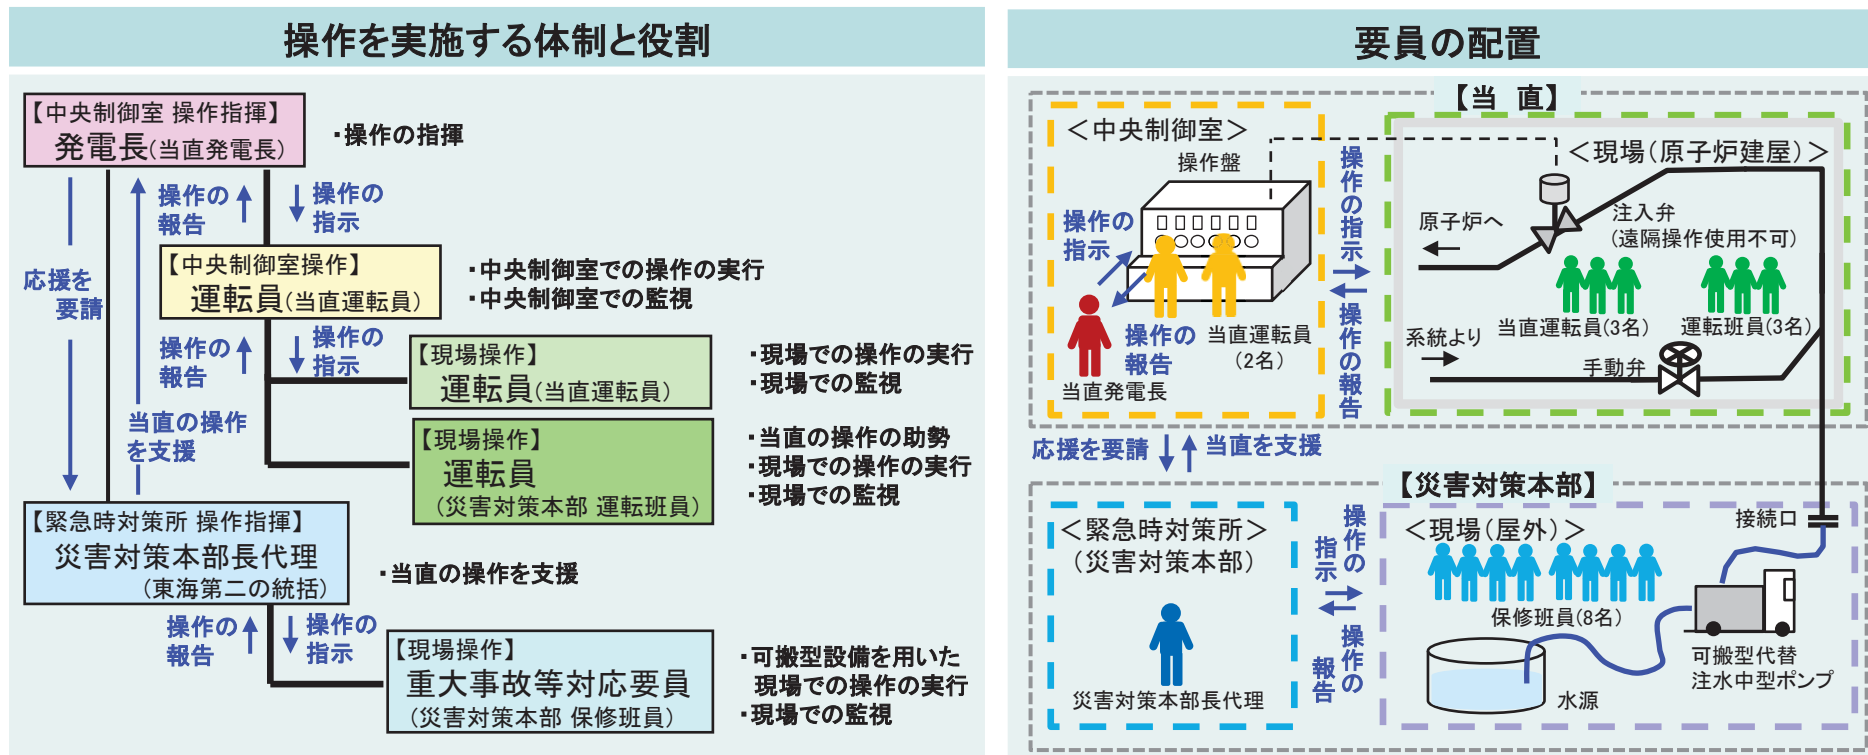 操作を実施する体制と役割
【中央制御室 操作指揮】
発電長(当直発電長)
・操作の指揮
操作の
報告
操作の
指示
応援を
要請
【中央制御室操作】
運転員(当直運転員)
・中央制御室での操作の実行
・中央制御室での監視
操作の
報告
操作の
指示
【現場操作】
運転員(当直運転員)
・現場での操作の実行
・現場での監視
当直の操作
を支援
【現場操作】
運転員
(災害対策本部 運転班員)
・当直の操作の助勢
・現場での操作の実行
・現場での監視
【緊急時対策所 操作指揮】
災害対策本部長代理
(東海第二の統括)
・当直の操作を支援
操作の
報告
操作の
指示
【現場操作】
重大事故等対応要員
(災害対策本部 保修班員)
・可搬型設備を用いた
現場での操作の実行
・現場での監視
要員の配置
【当 直】
＜中央制御室＞
操作盤
操作の
指示
操作の
報告
当直発電長
当直運転員
(2名)
操作の指示
操作の報告
＜現場(原子炉建屋)＞
原子炉へ
注入弁
(遠隔操作使用不可)
当直運転員(3名)
運転班員(3名)
系統より
手動弁
応援を要請
当直を支援
【災害対策本部】
＜緊急時対策所＞
(災害対策本部)
災害対策本部長代理
操作の
指示
操作の
報告
＜現場(屋外)＞
接続口
保修班員(8名)
可搬型代替
注水中型ポンプ
水源